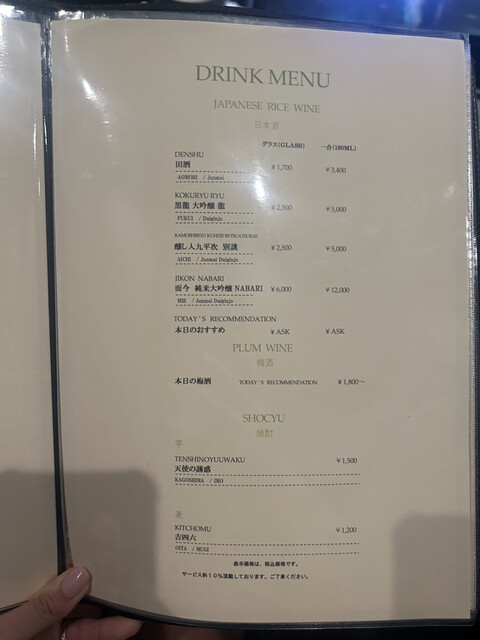 DRINK MENU
JAPANESE RICE WINE
日本酒
グラス(GLASS) 一合(180ML)
DENSHU
田酒 ¥1,700 ¥3,400
AOMORI / Junmai
KOKURYU RYU
黒龍 大吟醸 龍 ¥2,500 ¥5,000
FUKUI / Daiginjo
KAMOSHIBITO KUHEIJI BETSUATSURAE
醸し人九平次 別誂 ¥2,500 ¥5,000
AICHI / Junmai Daiginjo
JIKON NABARI
而今 純米大吟醸 NABARI ¥6,000 ¥12,000
MIE / Junmai Daiginjo
TODAY'S RECOMMENDATION
本日のおすすめ ¥ASK ¥ASK
PLUM WINE
梅酒
本日の梅酒 TODAY'S RECOMMENDATION ¥1,800～
SHOCYU
焼酎
芋
TENSHINOYUUWAKU ¥1,500
天使の誘惑
KAGOSHIMA / IMO
麦
KITCHOMU ¥1,200
吉四六
OITA / MUGI
表示価格は、税込価格です。
サービス料10%頂戴しております。ご了承ください。